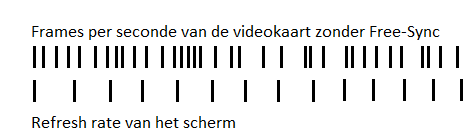 Frames per seconde van de videokaart zonder Free-Sync
Refresh rate van het scherm